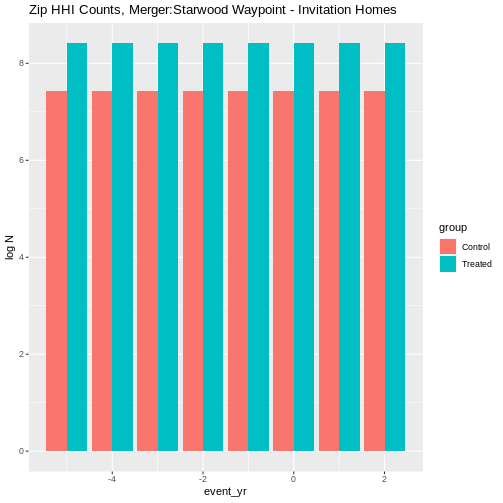 Zip HHI Counts, Merger:Starwood Waypoint - Invitation Homes
8
6
4
2
0
log N
-4
-2
0
2
event_yr
group
Control
Treated